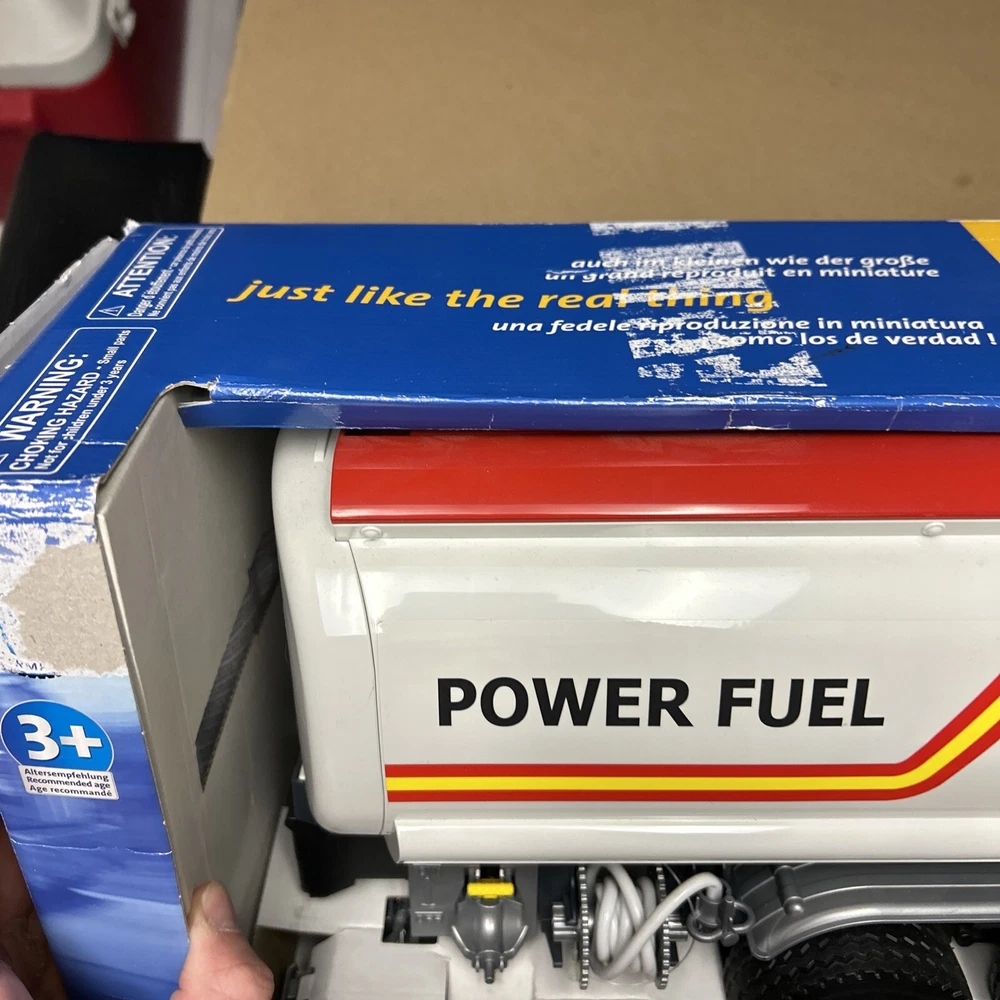 ATTENTION:
WARNING:
CHOKING HAZARD - Small parts
Not for children under 3 years
auch im kleinen wie der große
un grand reproduit en miniature
just like the real thing
una fedele riproduzione in miniatura
como los de verdad !
3+
Altersempfehlung
Recommended age
Age recommandé
POWER FUEL